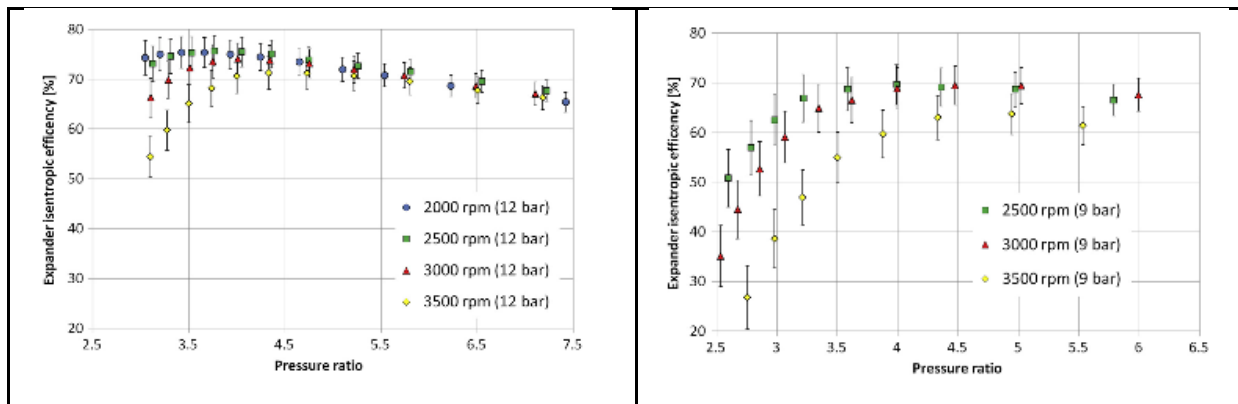 80
70
60
50
40
30
20
2.5 3.5 4.5 5.5 6.5 7.5
Expander isentropic efficency [%]
Pressure ratio
2000 rpm (12 bar)
2500 rpm (12 bar)
3000 rpm (12 bar)
3500 rpm (12 bar)
80
70
60
50
40
30
20
2.5 3 3.5 4 4.5 5 5.5 6 6.5
Expander isentropic efficency [%]
Pressure ratio
2500 rpm (9 bar)
3000 rpm (9 bar)
3500 rpm (9 bar)